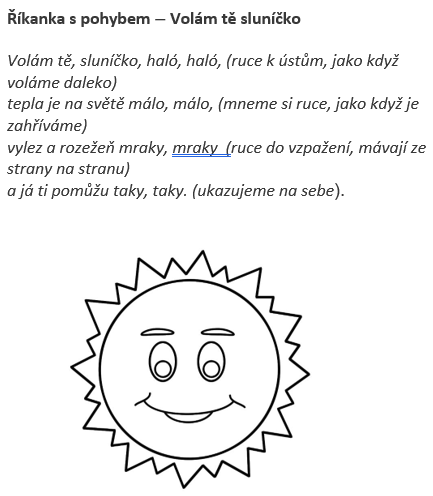 Říkanka s pohybem – Volám tě sluníčko
Volám tě, sluníčko, haló, haló, (ruce k ústům, jako když
voláme daleko)
tepla je na světě málo, málo, (mneme si ruce, jako když je
zahříváme)
vylez a rozežeň mraky, mraky  (ruce do vzpažení, mávají ze
strany na stranu)
a já ti pomůžu taky, taky. (ukazujeme na sebe).